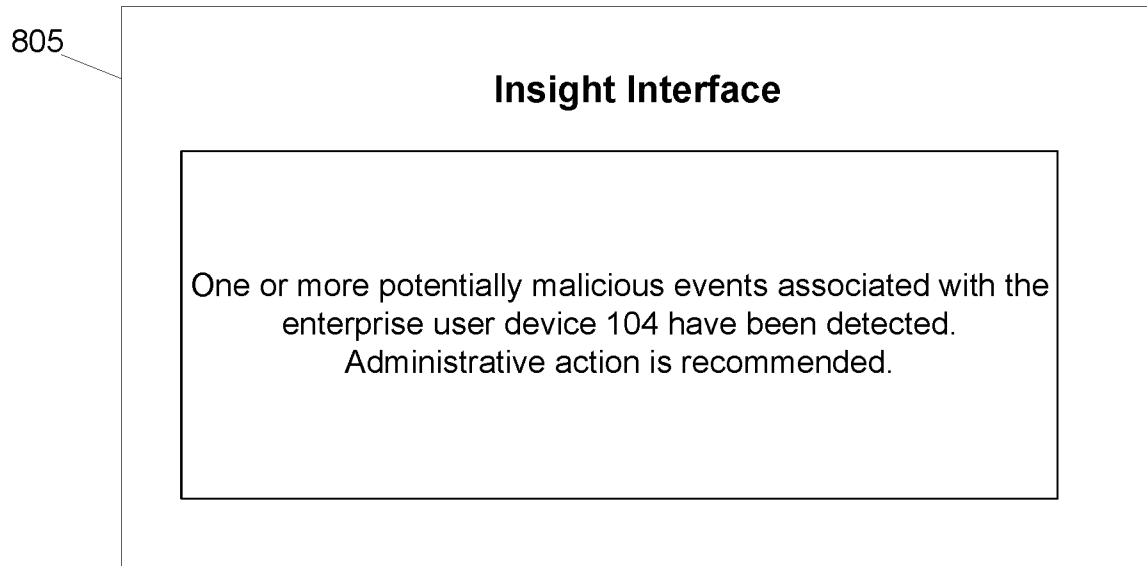 805
Insight Interface
One or more potentially malicious events associated with the
enterprise user device 104 have been detected.
Administrative action is recommended.